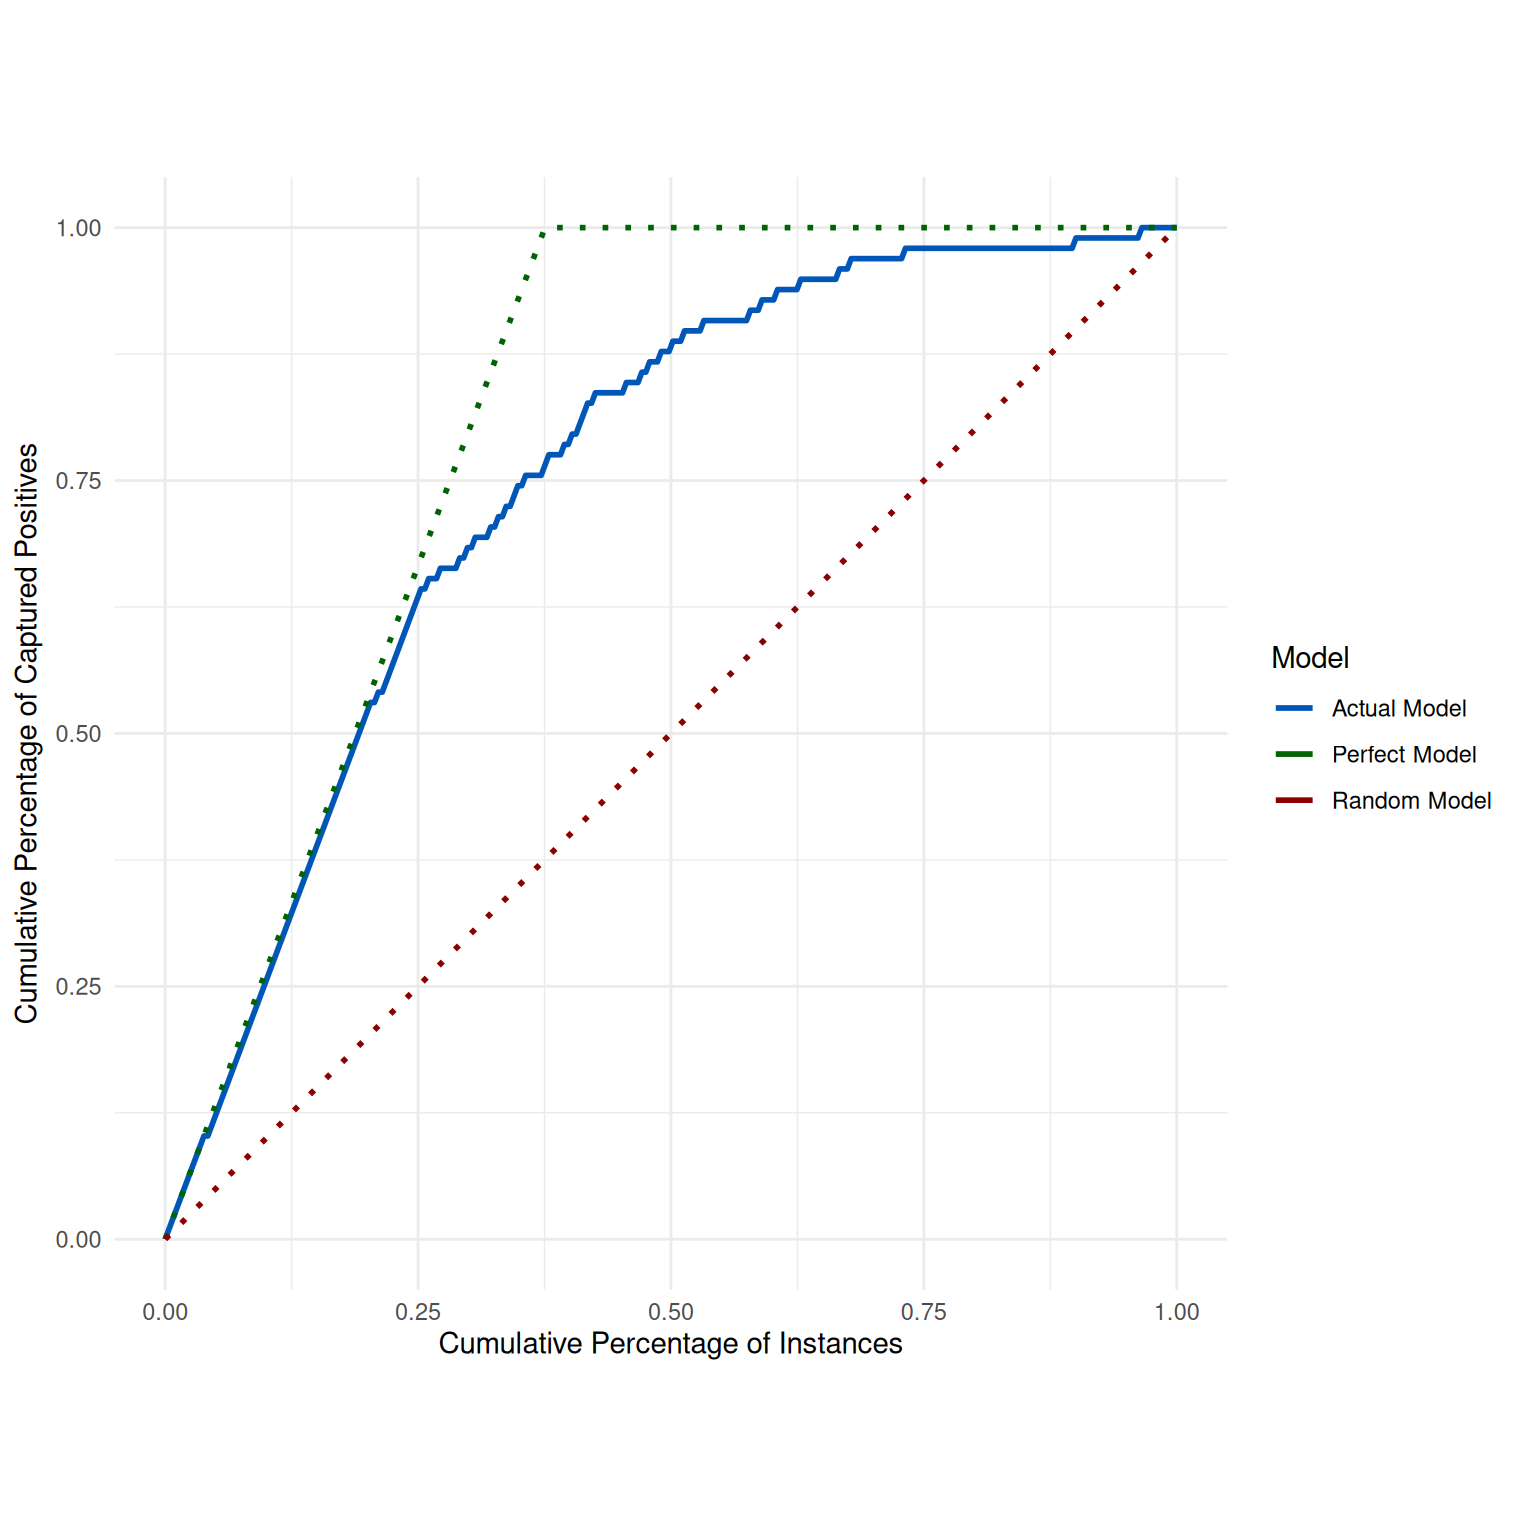 1.00
0.75
0.50
0.25
0.00
Cumulative Percentage of Captured Positives
0.00 0.25 0.50 0.75 1.00
Cumulative Percentage of Instances
Model
Actual Model
Perfect Model
Random Model